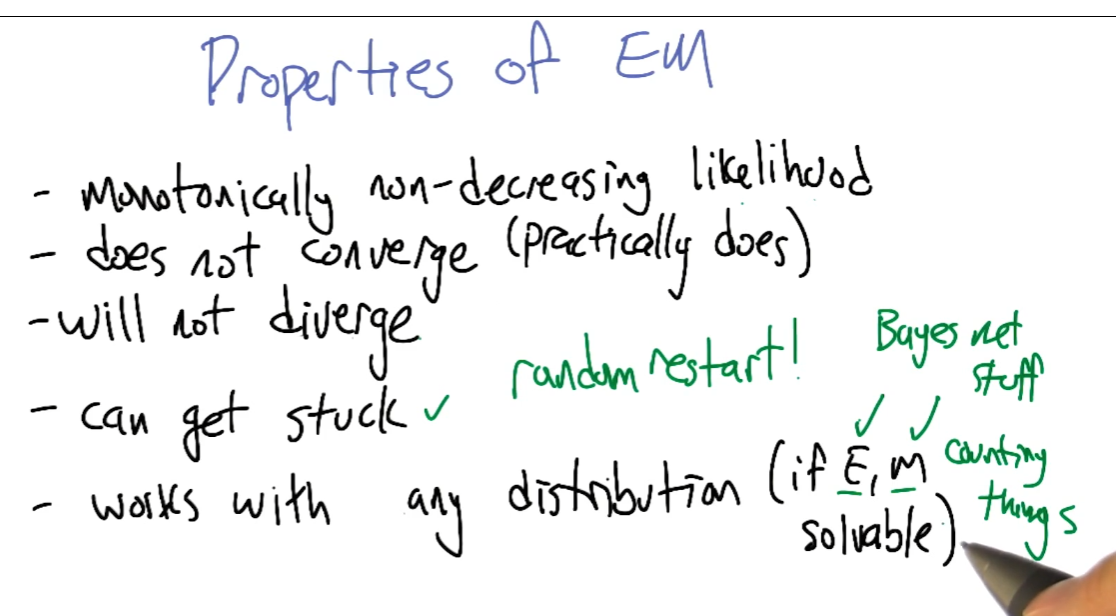 Properties of EM
- monotonically non-decreasing likelihood
- does not converge (practically does)
- will not diverge
random restart!
Bayes net
stuff
- can get stuck ✓
✓ ✓
- works with any distribution (if E, M
solvable)
counting
things